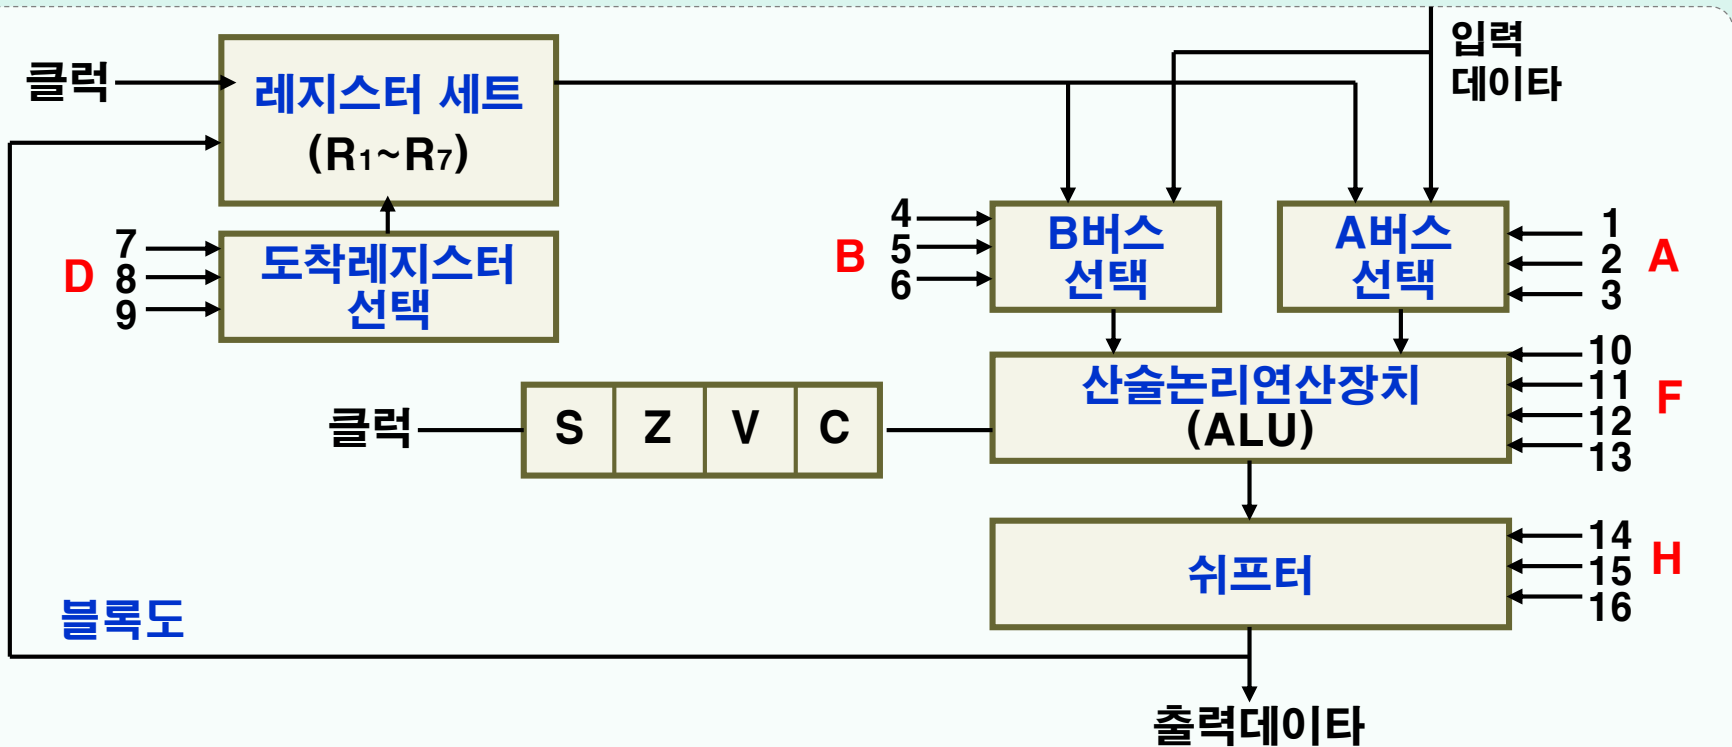 클럭
레지스터 세트
(R1~R7)
입력
데이타
D
7
8
9
도착레지스터
선택
B
4
5
6
B버스
선택
A버스
선택
1
2
3
A
클럭
S Z V C
산술논리연산장치
(ALU)
10
11
12
13
F
쉬프터
14
15
16
H
블록도
출력데이타